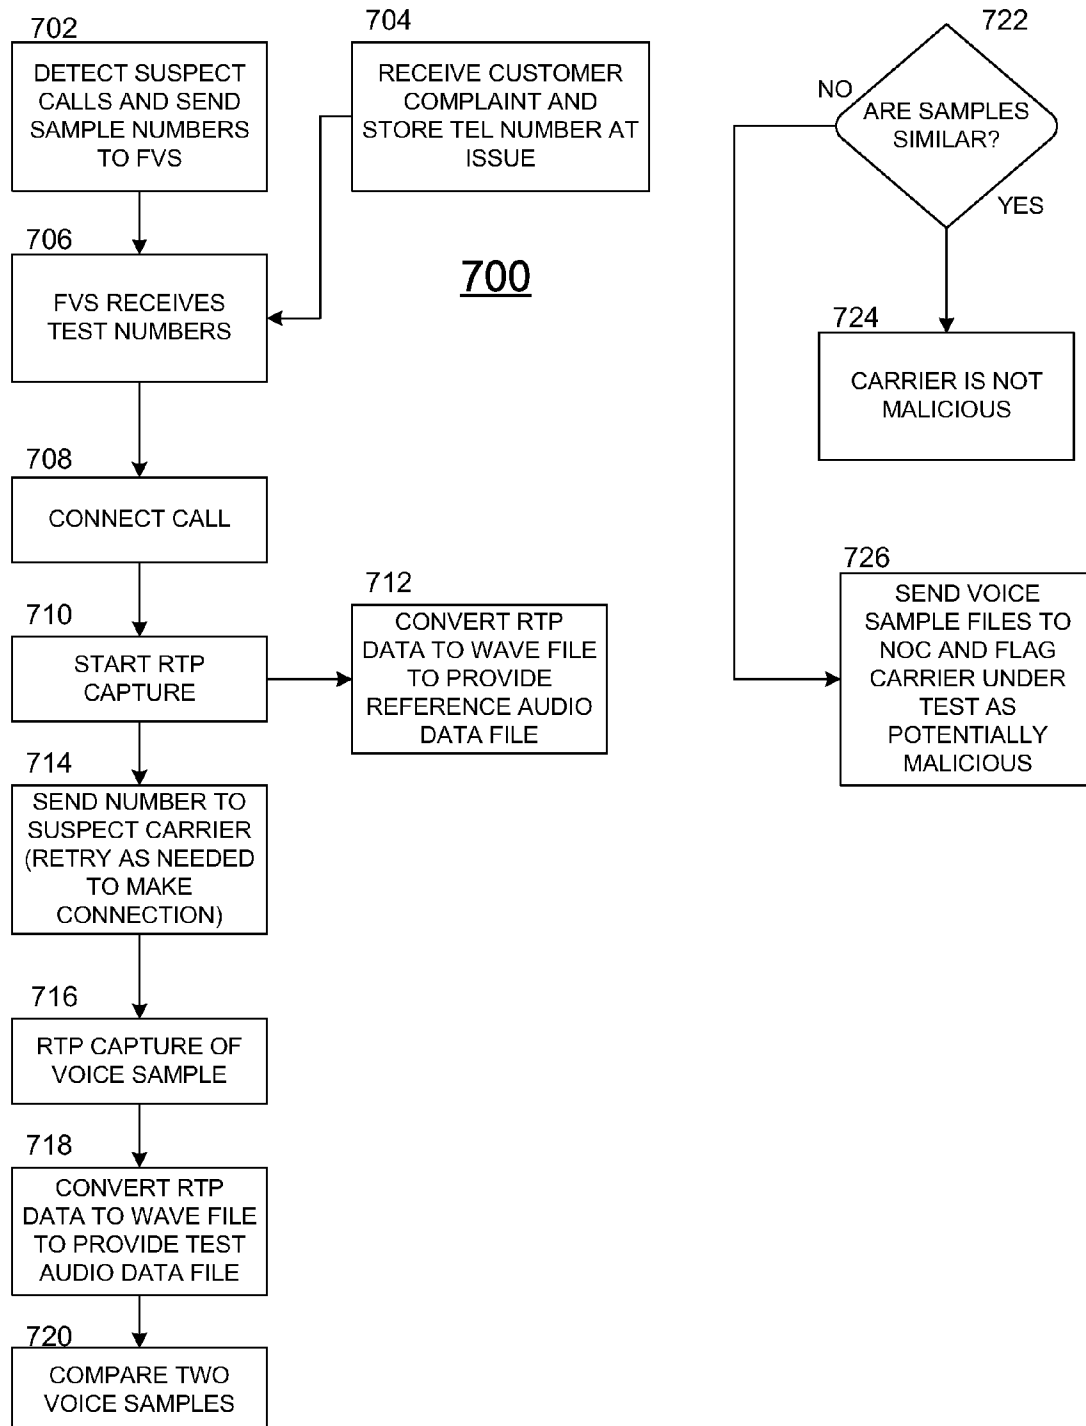 702
DETECT SUSPECT
CALLS AND SEND
SAMPLE NUMBERS
TO FVS
704
RECEIVE CUSTOMER
COMPLAINT AND
STORE TEL NUMBER AT
ISSUE
706
FVS RECEIVES
TEST NUMBERS
700
708
CONNECT CALL
710
START RTP
CAPTURE
712
CONVERT RTP
DATA TO WAVE FILE
TO PROVIDE
REFERENCE AUDIO
DATA FILE
714
SEND NUMBER TO
SUSPECT CARRIER
(RETRY AS NEEDED
TO MAKE
CONNECTION)
716
RTP CAPTURE OF
VOICE SAMPLE
718
CONVERT RTP
DATA TO WAVE FILE
TO PROVIDE TEST
AUDIO DATA FILE
720
COMPARE TWO
VOICE SAMPLES
722
NO
ARE SAMPLES
SIMILAR?
YES
724
CARRIER IS NOT
MALICIOUS
726
SEND VOICE
SAMPLE FILES TO
NOC AND FLAG
CARRIER UNDER
TEST AS
POTENTIALLY
MALICIOUS